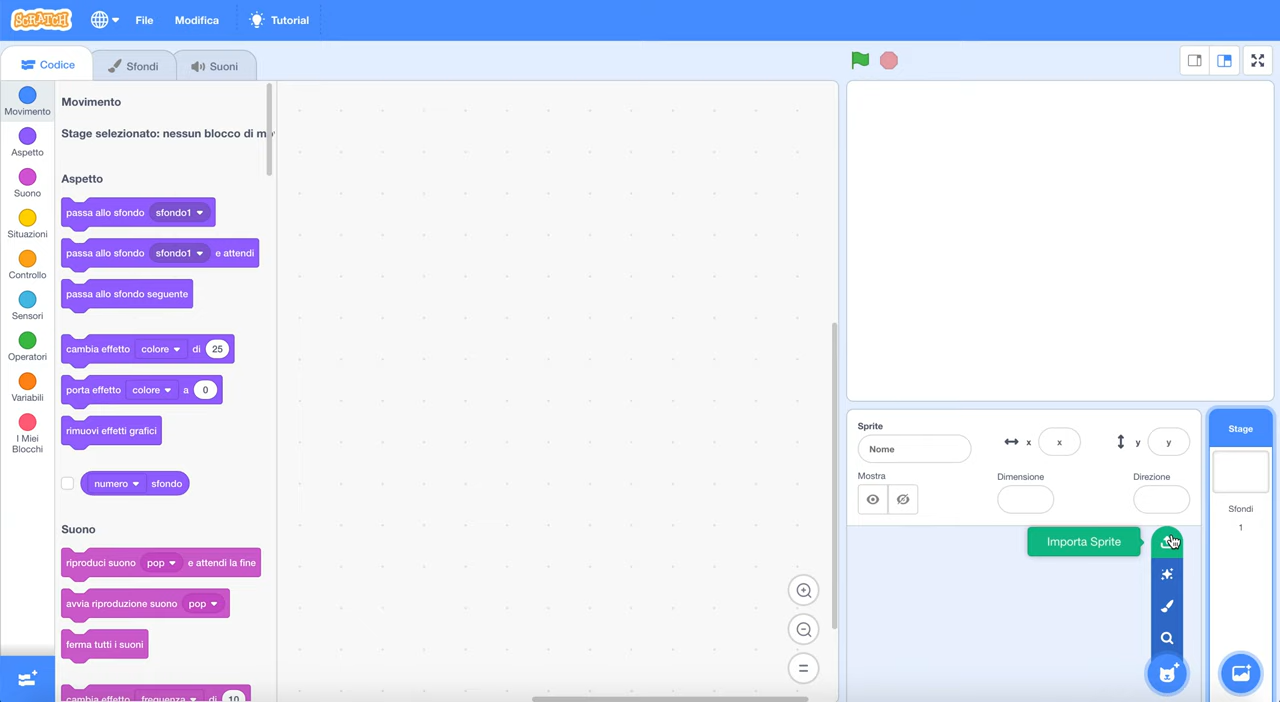 SCRATCH
File
Modifica
Tutorial
Codice
Sfondi
Suoni
Movimento
Aspetto
Suono
Situazioni
Controllo
Sensori
Operatori
Variabili
I Miei
Blocchi
Movimento
Stage selezionato: nessun blocco di mov
Aspetto
passa allo sfondo sfondo1
passa allo sfondo sfondo1 e attendi
passa allo sfondo seguente
cambia effetto colore di 25
porta effetto colore a 0
rimuovi effetti grafici
numero sfondo
Suono
riproduci suono pop e attendi la fine
avvia riproduzione suono pop
ferma tutti i suoni
cambia effetto frequenza di 10
Sprite
Nome
x x
y y
Mostra
Dimensione
Direzione
Importa Sprite
Stage
Sfondi
1